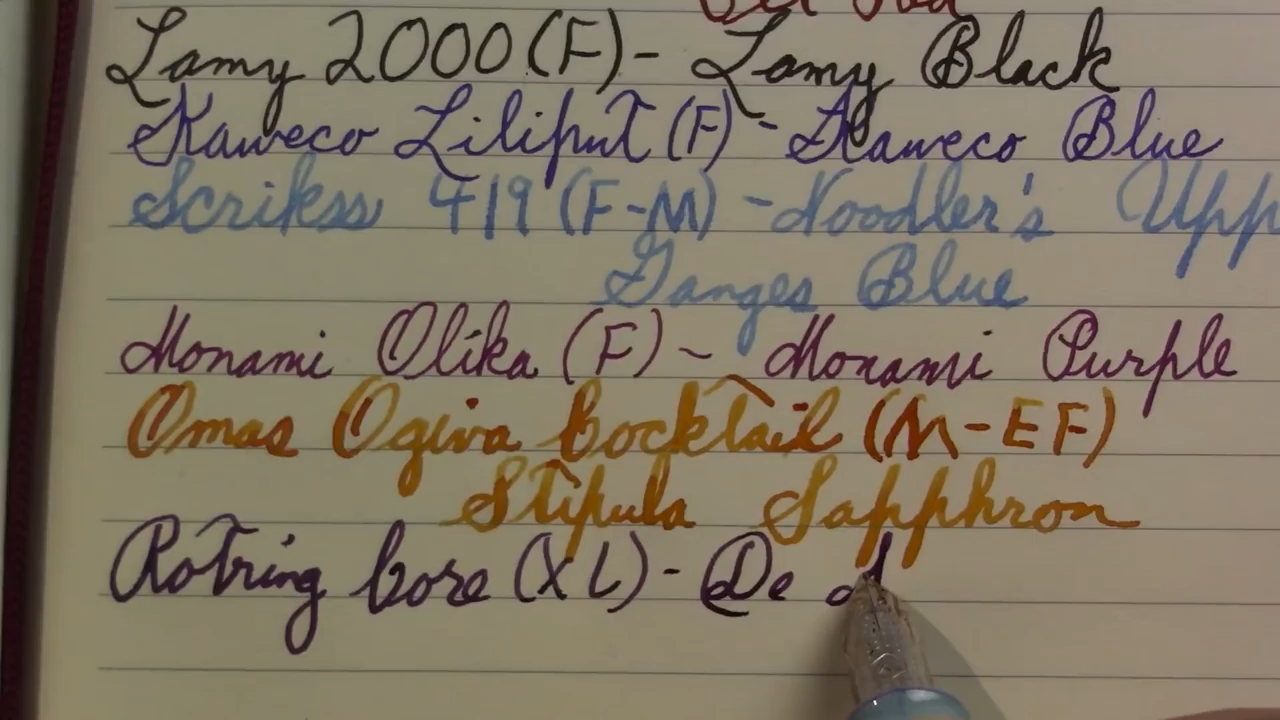 Lamy 2000 (F) - Lamy Black
Kaweco Liliput (F) - Kaweco Blue
Scrikss 419 (F-M) - Noodler's Upp
Ganges Blue
Monami Olika (F) - Monami Purple
Omas Ogiva Cocktail (M-EF)
Stipula Sapphron
Rotring Core (XL) - De